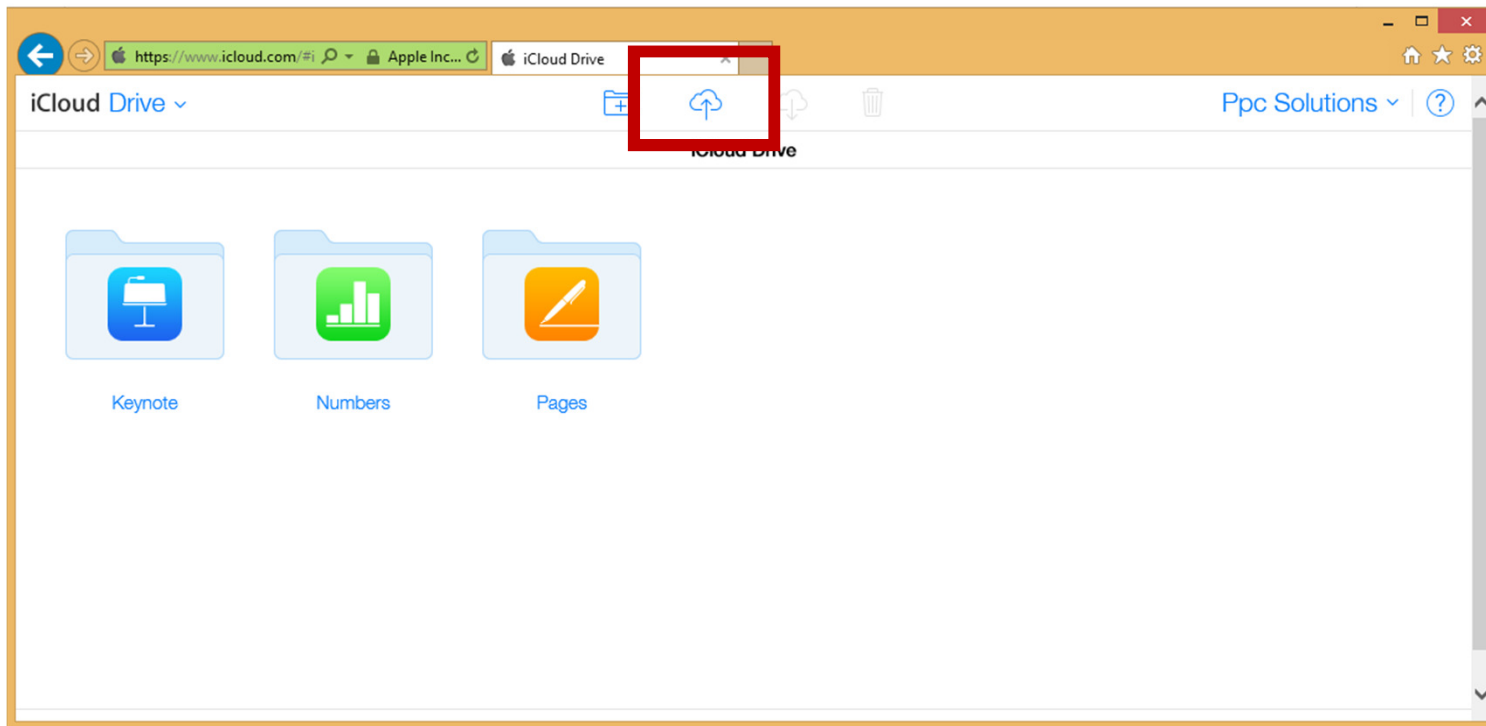 https://www.icloud.com/#i Apple Inc... iCloud Drive
iCloud Drive Ppc Solutions ?
iCloud Drive
Keynote Numbers Pages